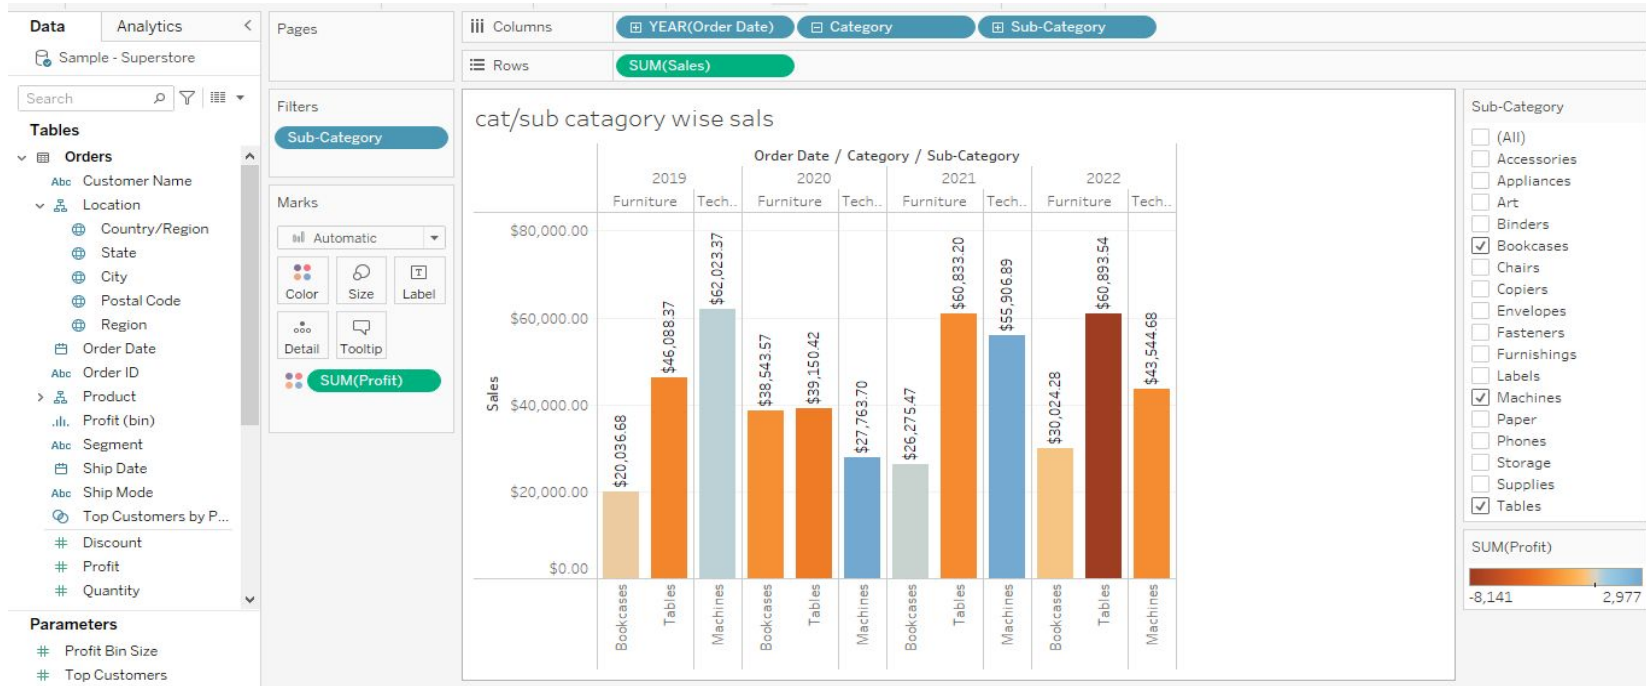 Data
Analytics
Sample - Superstore
Search
Tables
Orders
Abc Customer Name
Location
Country/Region
State
City
Postal Code
Region
Order Date
Abc Order ID
Product
Profit (bin)
Abc Segment
Ship Date
Abc Ship Mode
Top Customers by P...
# Discount
# Profit
# Quantity
Parameters
# Profit Bin Size
# Top Customers
Pages
Filters
Sub-Category
Marks
Automatic
Color Size Label
Detail Tooltip
SUM(Profit)
Columns YEAR(Order Date) Category Sub-Category
Rows SUM(Sales)
cat/sub catagory wise sals
Order Date / Category / Sub-Category
2019 2020 2021 2022
Furniture Tech.. Furniture Tech.. Furniture Tech.. Furniture Tech..
Sales
$80,000.00
$60,000.00
$40,000.00
$20,000.00
$0.00
$20,036.68
$46,088.37
$62,023.37
$38,543.57
$39,150.42
$27,763.70
$26,275.47
$60,833.20
$55,906.89
$30,024.28
$60,893.54
$43,544.68
Bookcases
Tables
Machines
Bookcases
Tables
Machines
Bookcases
Tables
Machines
Bookcases
Tables
Machines
Sub-Category
(All)
Accessories
Appliances
Art
Binders
Bookcases
Chairs
Copiers
Envelopes
Fasteners
Furnishings
Labels
Machines
Paper
Phones
Storage
Supplies
Tables
SUM(Profit)
-8,141 2,977